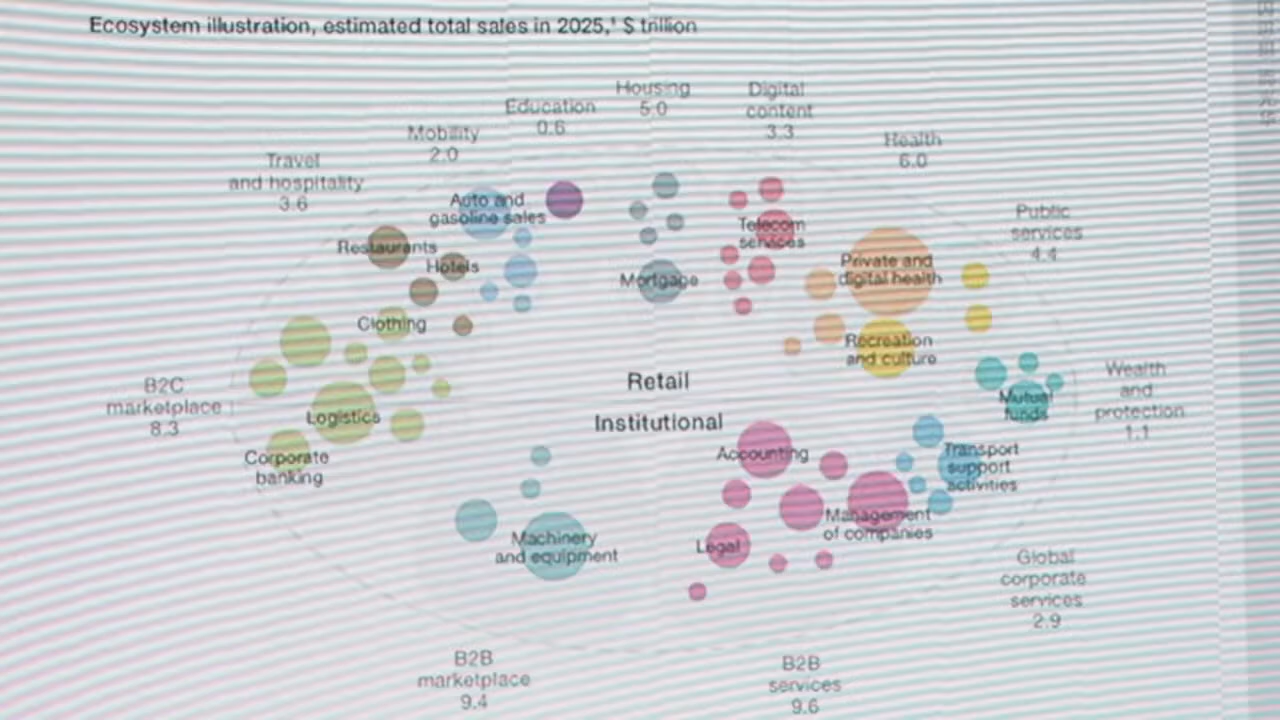 Ecosystem illustration, estimated total sales in 2025,¹ $ trillion
Housing
5.0
Digital
content
3.3
Education
0.6
Mobility
2.0
Health
6.0
Travel
and hospitality
3.6
Public
services
4.4
Auto and
gasoline sales
Telecom
services
Restaurants
Hotels
Mortgage
Private and
digital health
Clothing
Recreation
and culture
B2C
marketplace
8.3
Retail
Institutional
Wealth
and
protection
1.1
Mutual
funds
Logistics
Corporate
banking
Accounting
Transport
support
activities
Management
of companies
Machinery
and equipment
Legal
Global
corporate
services
2.9
B2B
marketplace
9.4
B2B
services
9.6